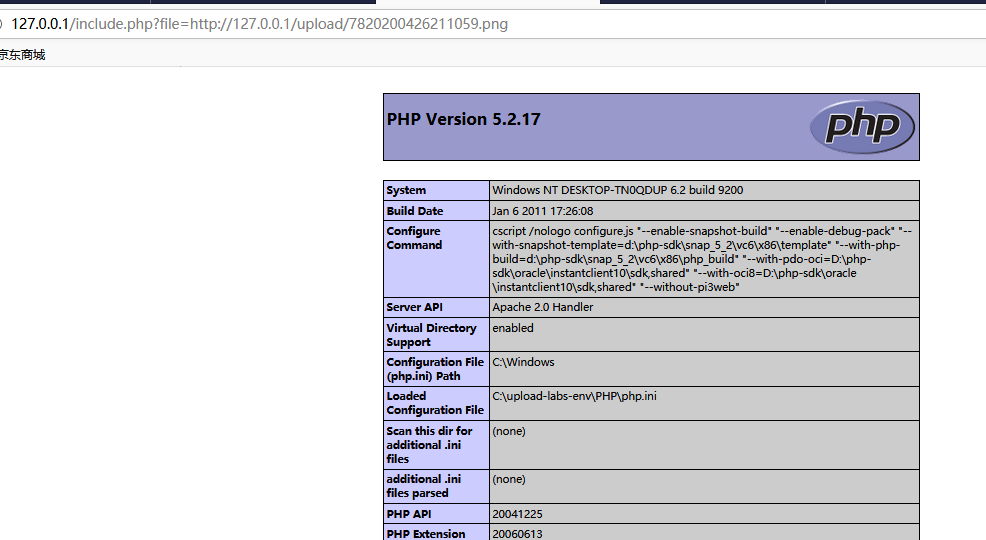 127.0.0.1/include.php?file=http://127.0.0.1/upload/7820200426211059.png
京东商城
PHP Version 5.2.17
php
System
Windows NT DESKTOP-TN0QDUP 6.2 build 9200
Build Date
Jan 6 2011 17:26:08
Configure
Command
cscript /nologo configure.js "--enable-snapshot-build" "--enable-debug-pack" "--
with-snapshot-template=d:\php-sdk\snap_5_2\vc6\x86\template" "--with-php-
build=d:\php-sdk\snap_5_2\vc6\x86\php_build" "--with-pdo-oci=D:\php-
sdk\oracle\instantclient10\sdk,shared" "--with-oci8=D:\php-sdk\oracle
\instantclient10\sdk,shared" "--without-pi3web"
Server API
Apache 2.0 Handler
Virtual Directory
Support
enabled
Configuration File
(php.ini) Path
C:\Windows
Loaded
Configuration File
C:\upload-labs-env\PHP\php.ini
Scan this dir for
additional .ini
files
(none)
additional .ini
files parsed
(none)
PHP API
20041225
PHP Extension
20060613